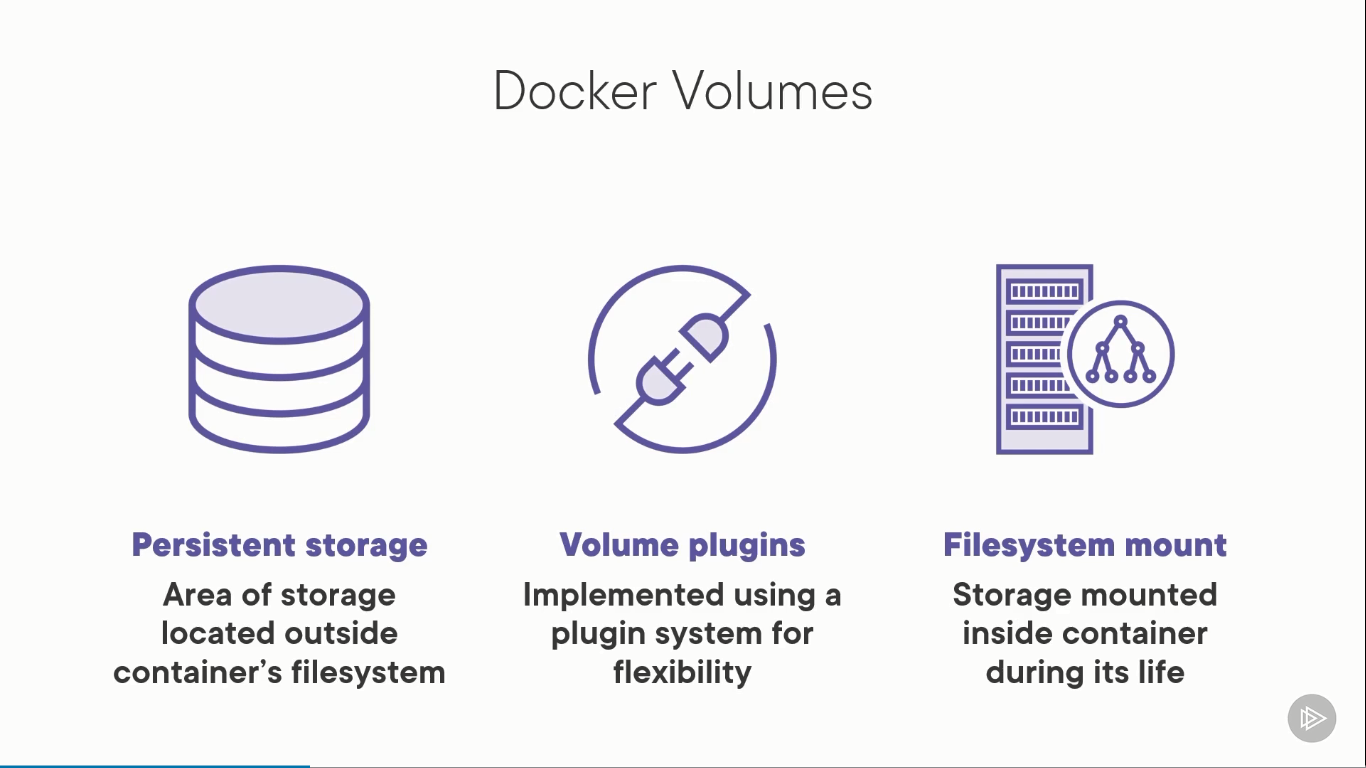 Docker Volumes
Persistent storage
Area of storage
located outside
container's filesystem
Volume plugins
Implemented using a
plugin system for
flexibility
Filesystem mount
Storage mounted
inside container
during its life